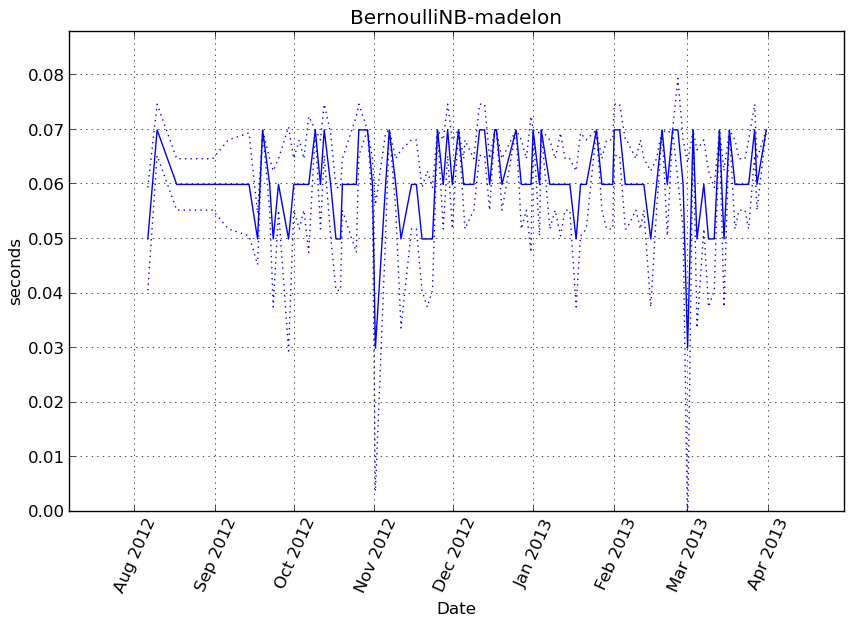 BernoulliNB-madelon
0.08
0.07
0.06
0.05
0.04
0.03
0.02
0.01
0.00
seconds
Aug 2012
Sep 2012
Oct 2012
Nov 2012
Dec 2012
Jan 2013
Feb 2013
Mar 2013
Apr 2013
Date